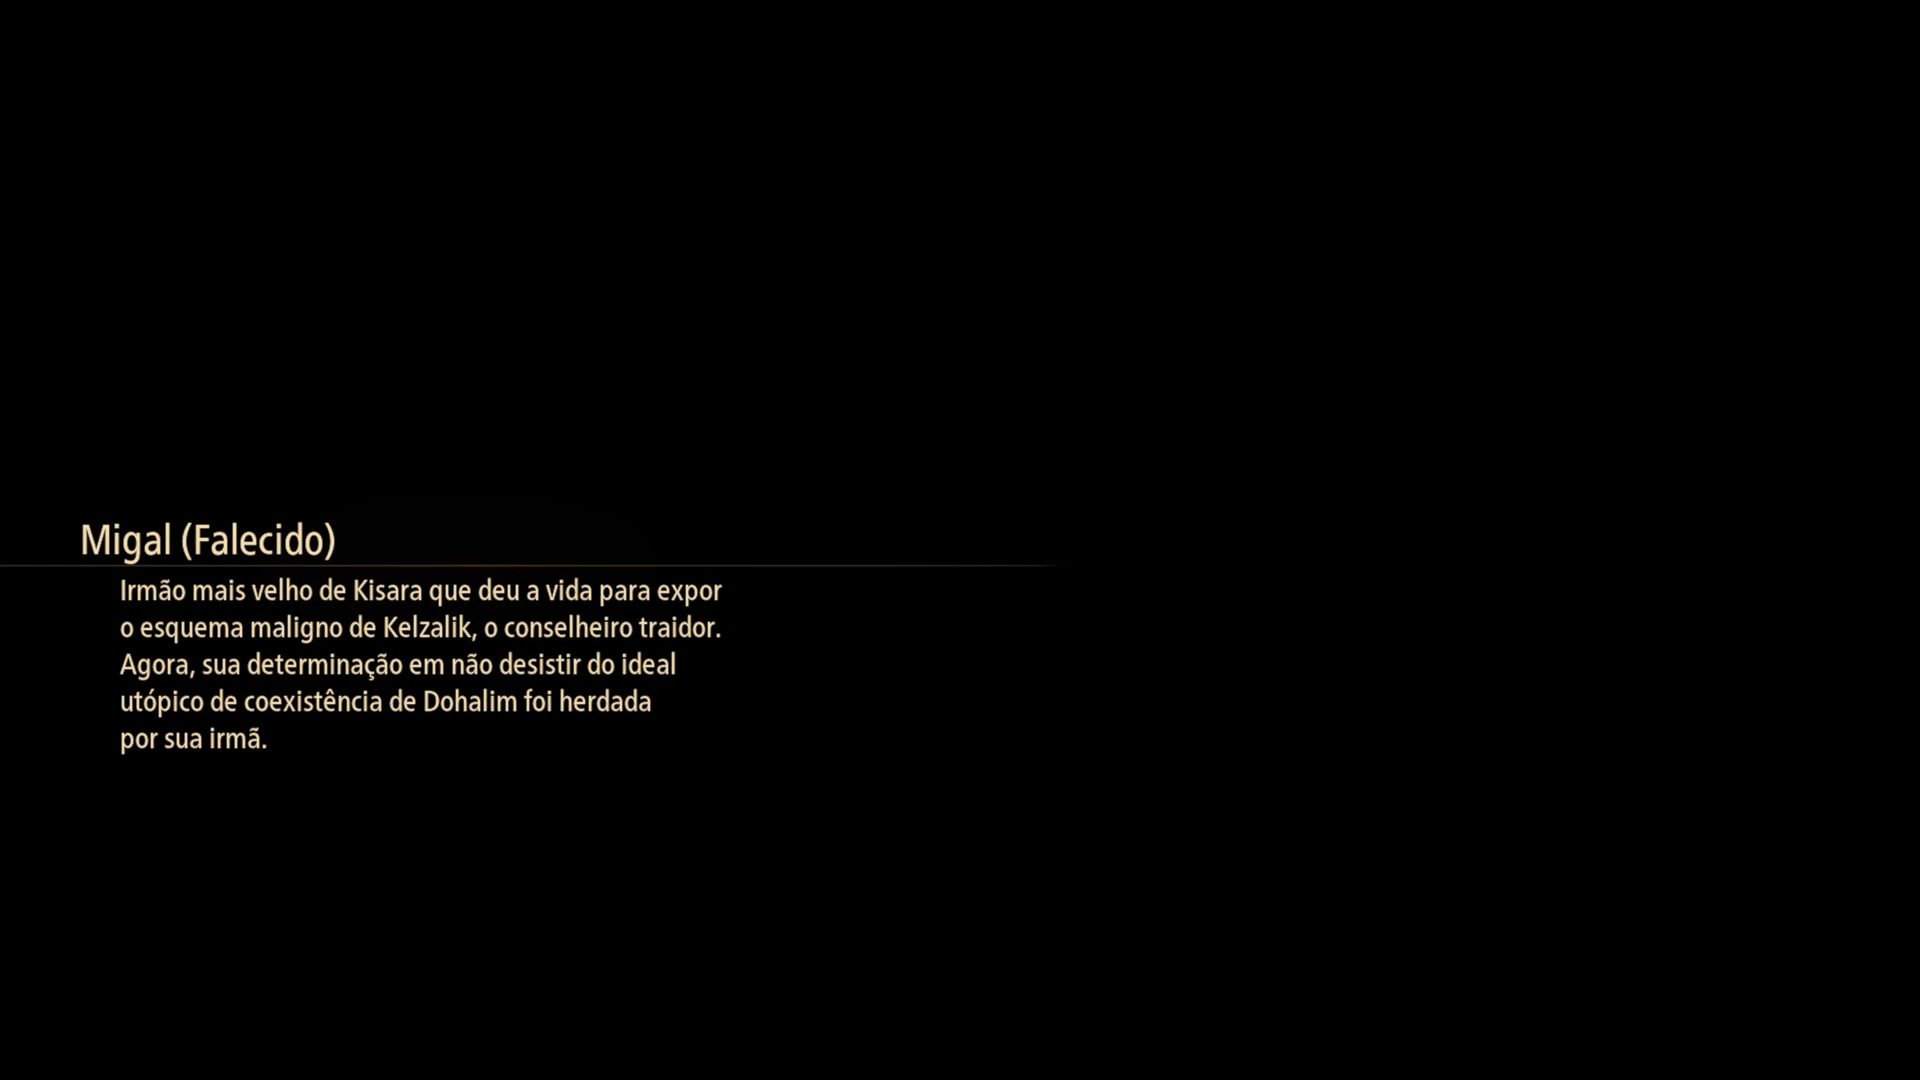 Migal (Falecido)
Irmão mais velho de Kisara que deu a vida para expor
o esquema maligno de Kelzalik, o conselheiro traidor.
Agora, sua determinação em não desistir do ideal
utópico de coexistência de Dohalim foi herdada
por sua irmã.